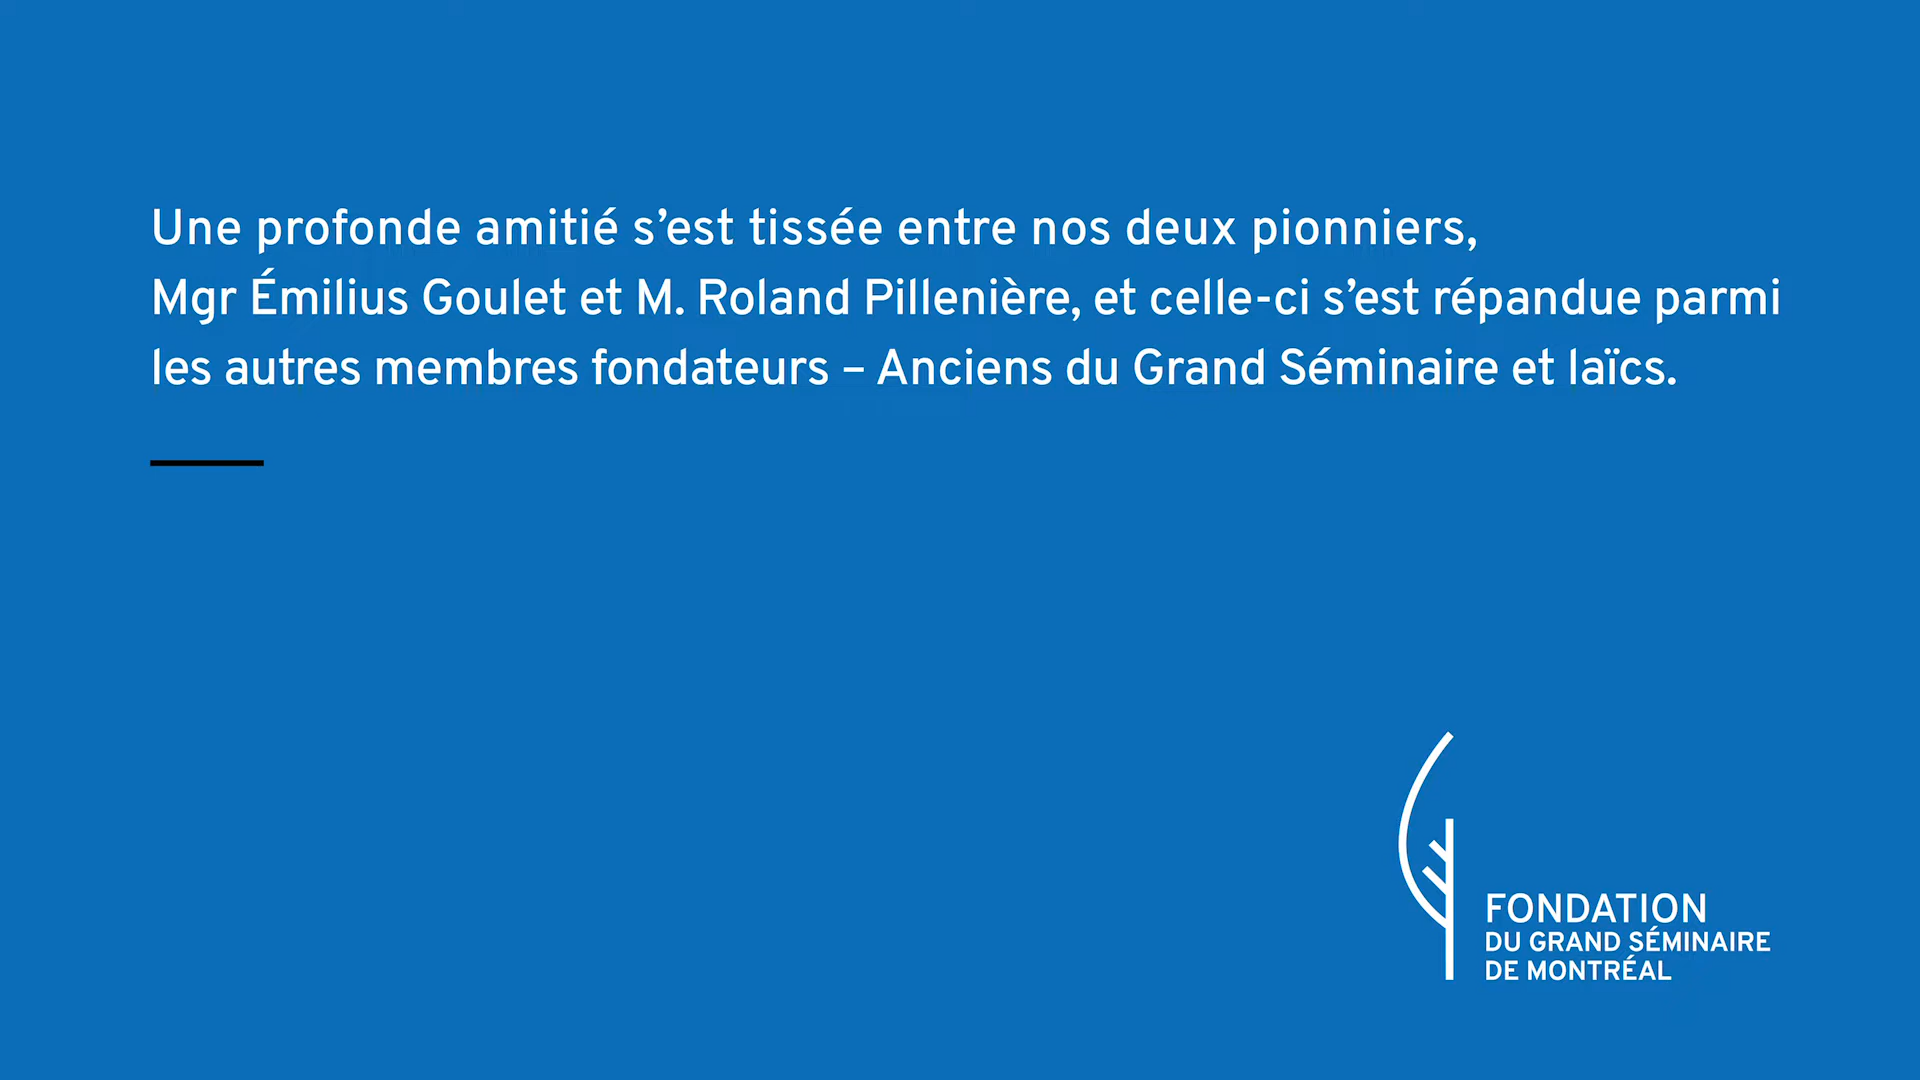 Une profonde amitié s’est tissée entre nos deux pionniers,
Mgr Émilius Goulet et M. Roland Pillenière, et celle-ci s’est répandue parmi
les autres membres fondateurs – Anciens du Grand Séminaire et laïcs.
FONDATION
DU GRAND SÉMINAIRE
DE MONTRÉAL